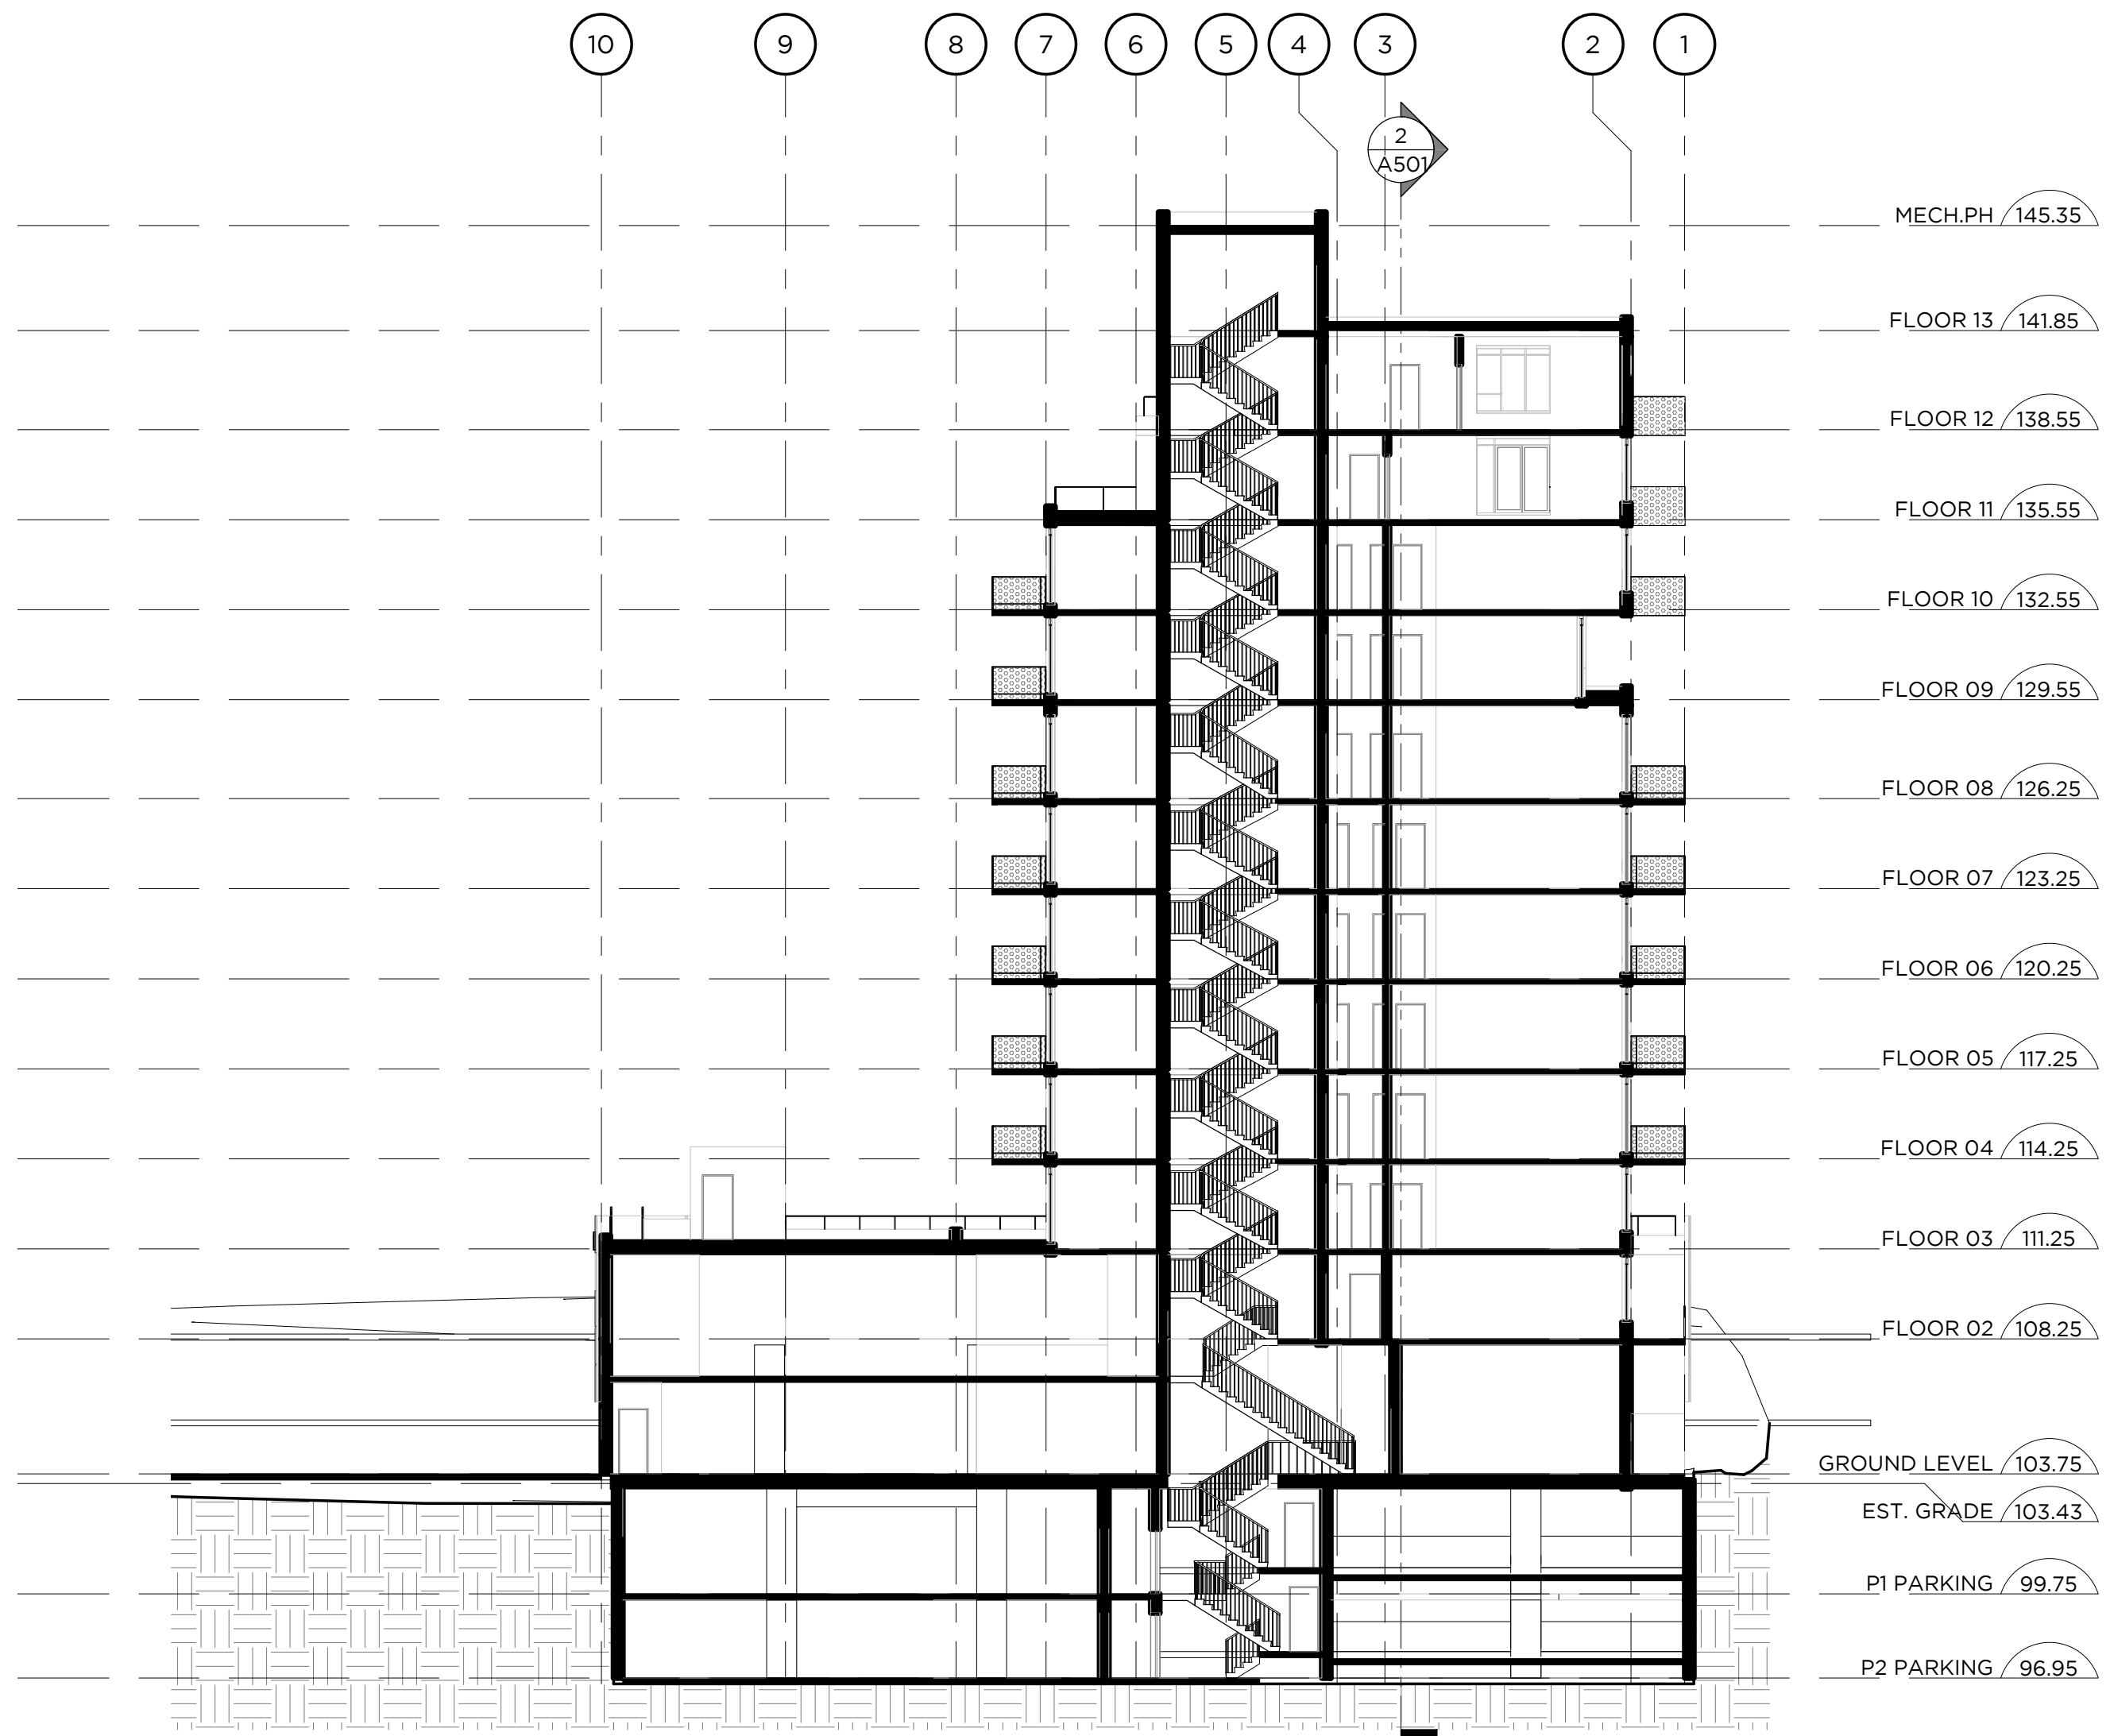 10 9 8 7 6 5 4 3 2 1
2
A501
MECH.PH 145.35
FLOOR 13 141.85
FLOOR 12 138.55
FLOOR 11 135.55
FLOOR 10 132.55
FLOOR 09 129.55
FLOOR 08 126.25
FLOOR 07 123.25
FLOOR 06 120.25
FLOOR 05 117.25
FLOOR 04 114.25
FLOOR 03 111.25
FLOOR 02 108.25
GROUND LEVEL 103.75
EST. GRADE 103.43
P1 PARKING 99.75
P2 PARKING 96.95